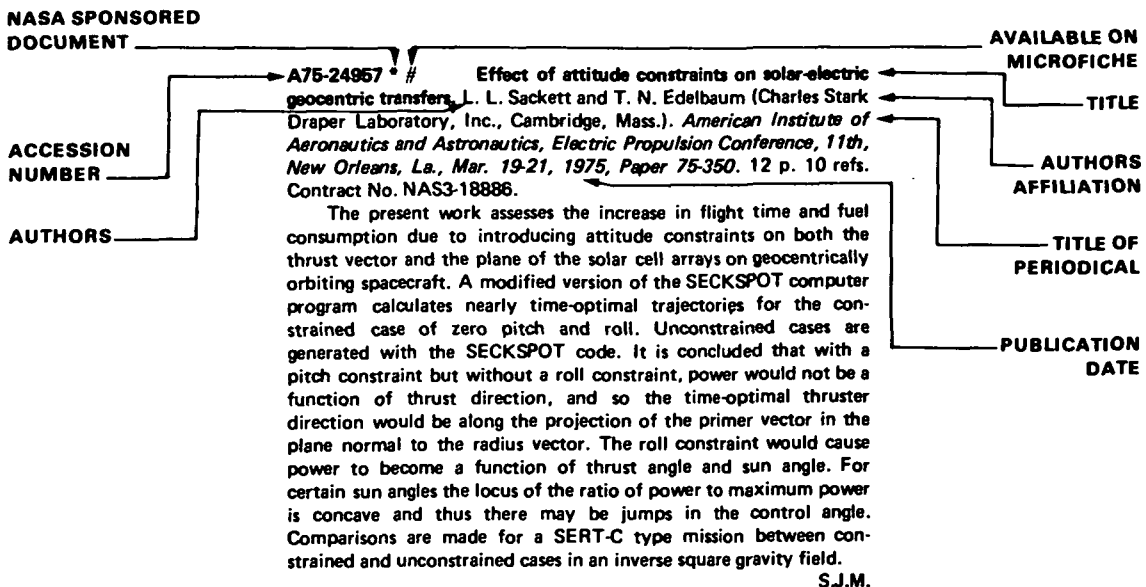 NASA SPONSORED
DOCUMENT
AVAILABLE ON
MICROFICHE
A75-24957 * # Effect of attitude constraints on solar-electric
geocentric transfers. L. L. Sackett and T. N. Edelbaum (Charles Stark
Draper Laboratory, Inc., Cambridge, Mass.). American Institute of
Aeronautics and Astronautics, Electric Propulsion Conference, 11th,
New Orleans, La., Mar. 19-21, 1975, Paper 75-350. 12 p. 10 refs.
Contract No. NAS3-18886.
TITLE
ACCESSION
NUMBER
AUTHORS
AFFILIATION
AUTHORS
TITLE OF
PERIODICAL
PUBLICATION
DATE
The present work assesses the increase in flight time and fuel
consumption due to introducing attitude constraints on both the
thrust vector and the plane of the solar cell arrays on geocentrically
orbiting spacecraft. A modified version of the SECKSPOT computer
program calculates nearly time-optimal trajectories for the con-
strained case of zero pitch and roll. Unconstrained cases are
generated with the SECKSPOT code. It is concluded that with a
pitch constraint but without a roll constraint, power would not be a
function of thrust direction, and so the time-optimal thruster
direction would be along the projection of the primer vector in the
plane normal to the radius vector. The roll constraint would cause
power to become a function of thrust angle and sun angle. For
certain sun angles the locus of the ratio of power to maximum power
is concave and thus there may be jumps in the control angle.
Comparisons are made for a SERT-C type mission between con-
strained and unconstrained cases in an inverse square gravity field.
S.J.M.